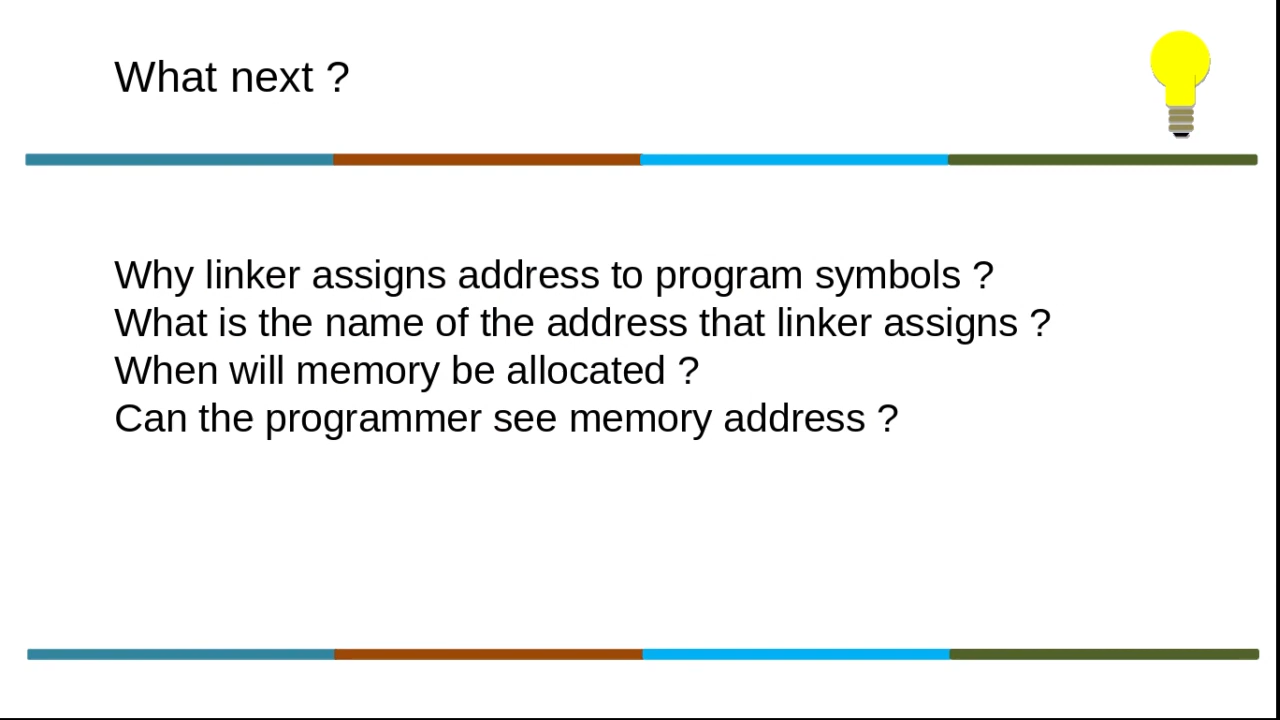 What next ?
Why linker assigns address to program symbols ?
What is the name of the address that linker assigns ?
When will memory be allocated ?
Can the programmer see memory address ?